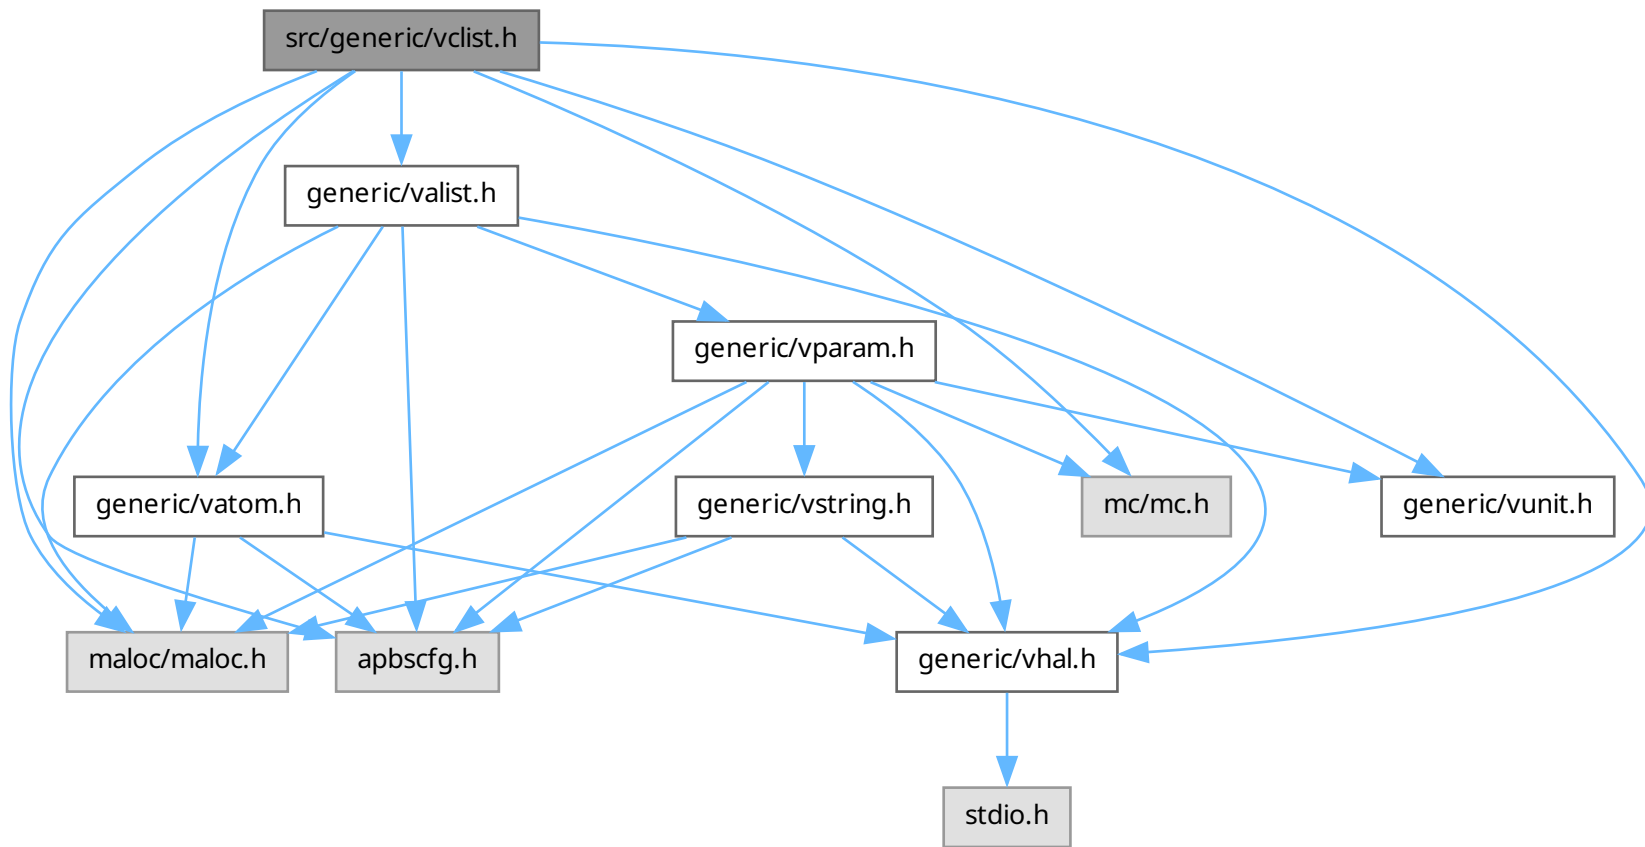 src/generic/vclist.h
generic/valist.h
generic/vparam.h
generic/vatom.h
generic/vstring.h
mc/mc.h
generic/vunit.h
maloc/maloc.h
apbscfg.h
generic/vhal.h
stdio.h